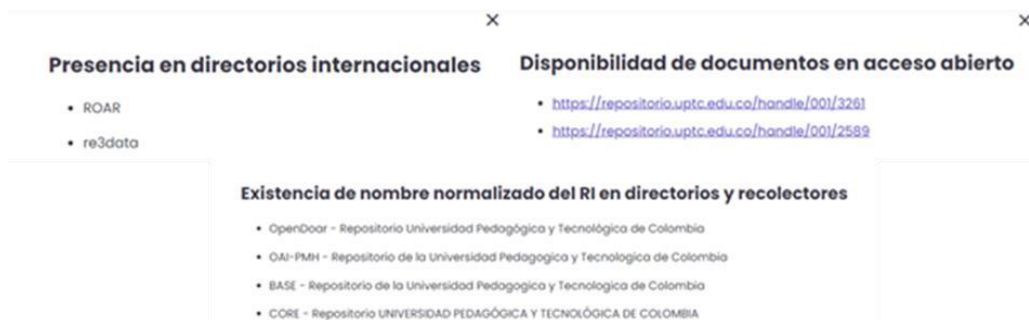 Presencia en directorios internacionales
• ROAR
• re3data
Disponibilidad de documentos en acceso abierto
• https://repositorio.uptc.edu.co/handle/001/3261
• https://repositorio.uptc.edu.co/handle/001/2589
Existencia de nombre normalizado del RI en directorios y recolectores
• OpenDoar - Repositorio Universidad Pedagógica y Tecnológica de Colombia
• OAI-PMH - Repositorio de la Universidad Pedagogica y Tecnologica de Colombia
• BASE - Repositorio de la Universidad Pedagogica y Tecnologica de Colombia
• CORE - Repositorio UNIVERSIDAD PEDAGÓGICA Y TECNOLÓGICA DE COLOMBIA